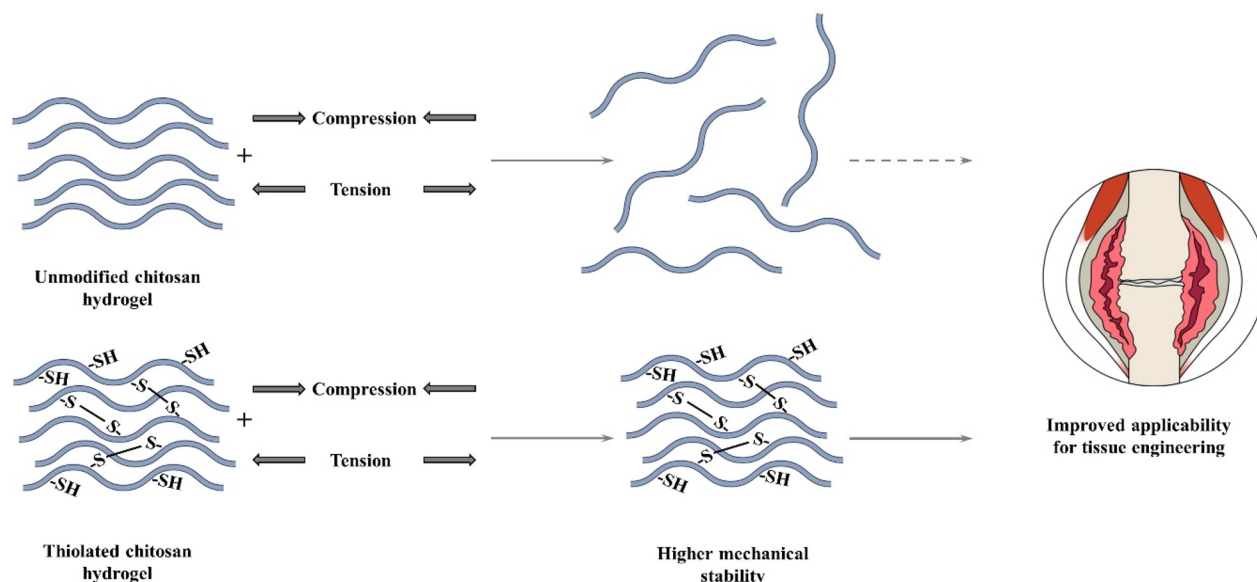 Compression
+
Tension
Unmodified chitosan
hydrogel
-SH
-SH
-SH
-S
-S-
-S
S-
S-
-S
-SH
-SH
+
Compression
Tension
Thiolated chitosan
hydrogel
-SH
-SH
-SH
-S
-S-
-S
S-
S-
-S
-SH
-SH
Higher mechanical
stability
Improved applicability
for tissue engineering